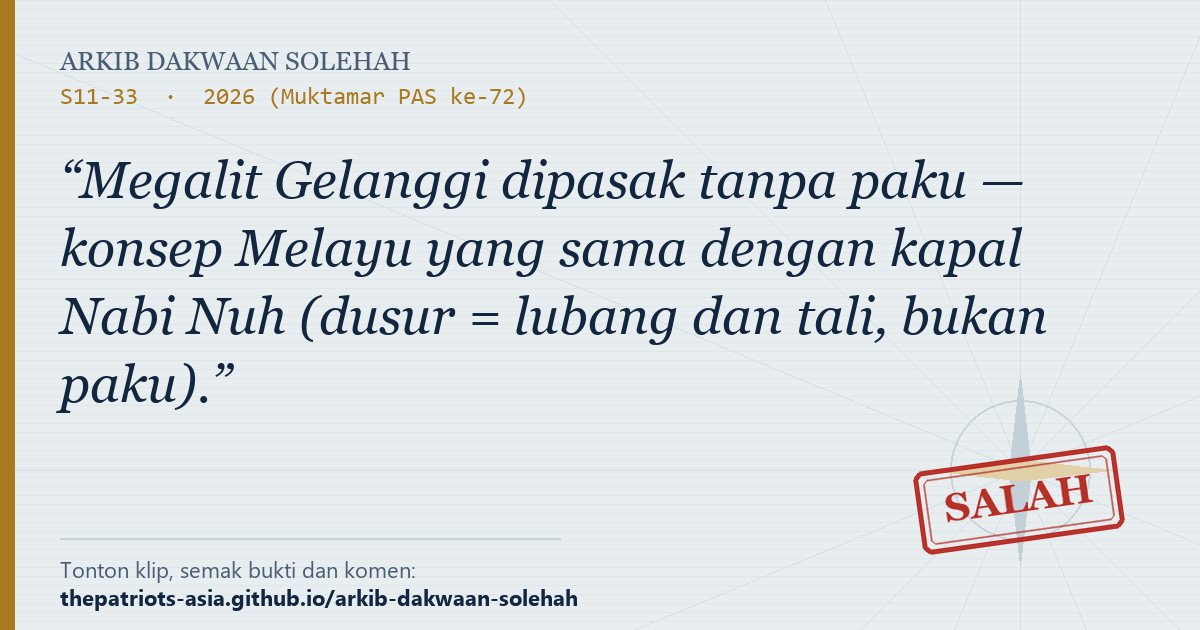 ARKIB DAKWAAN SOLEHAH
S11-33 · 2026 (Muktamar PAS ke-72)
“Megalit Gelanggi dipasak tanpa paku —
konsep Melayu yang sama dengan kapal
Nabi Nuh (dusur = lubang dan tali, bukan
paku).”
SALAH
Tonton klip, semak bukti dan komen:
thepatriots-asia.github.io/arkib-dakwaan-solehah